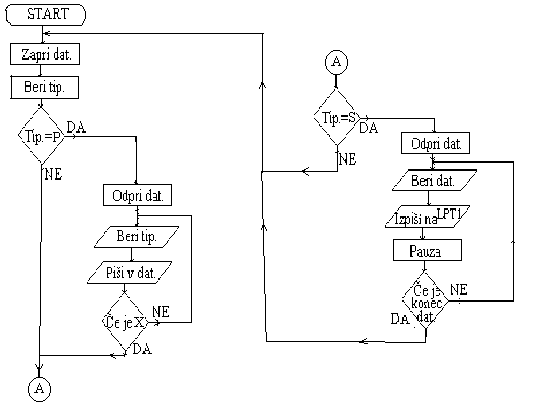 START
Zapri dat.
Beri tip.
Tip.=P
DA
NE
Odpri dat.
Beri tip.
Piši v dat.
Če je X
NE
DA
A
A
Tip.=S
DA
NE
Odpri dat.
Beri dat.
Izpiši na LPT1
Pauza
Če je
konec
dat.
NE
DA